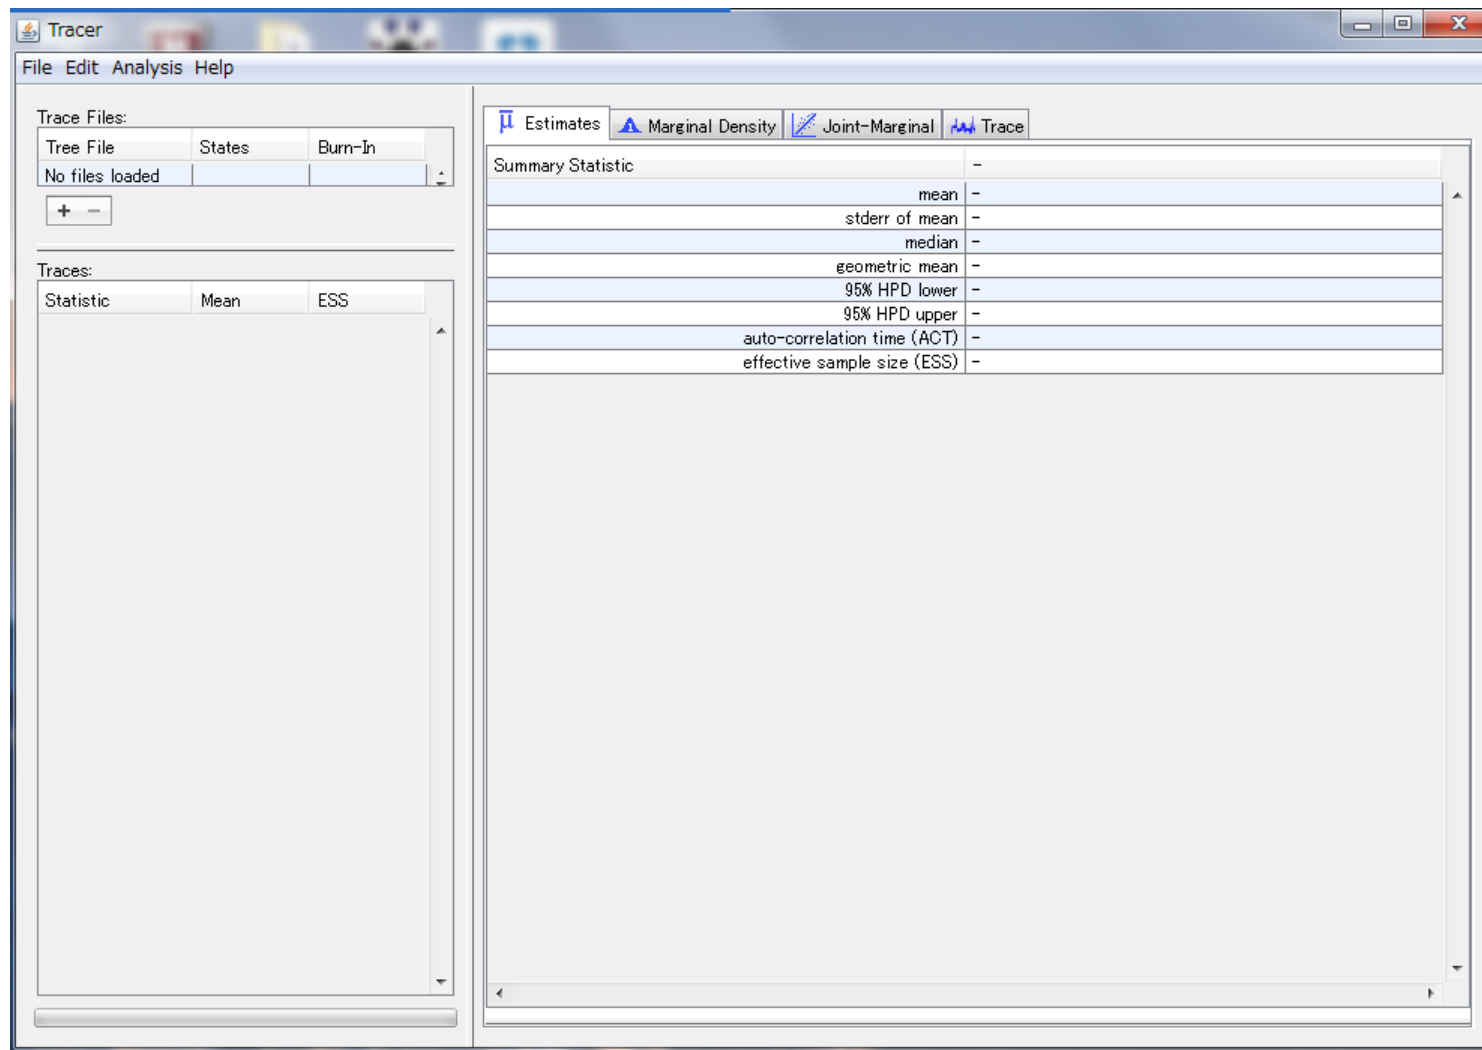 Tracer
File Edit Analysis Help
Trace Files:
Tree File States Burn-In
No files loaded
+ -
Traces:
Statistic Mean ESS
μ Estimates Marginal Density Joint-Marginal Trace
Summary Statistic -
mean -
stderr of mean -
median -
geometric mean -
95% HPD lower -
95% HPD upper -
auto-correlation time (ACT) -
effective sample size (ESS) -